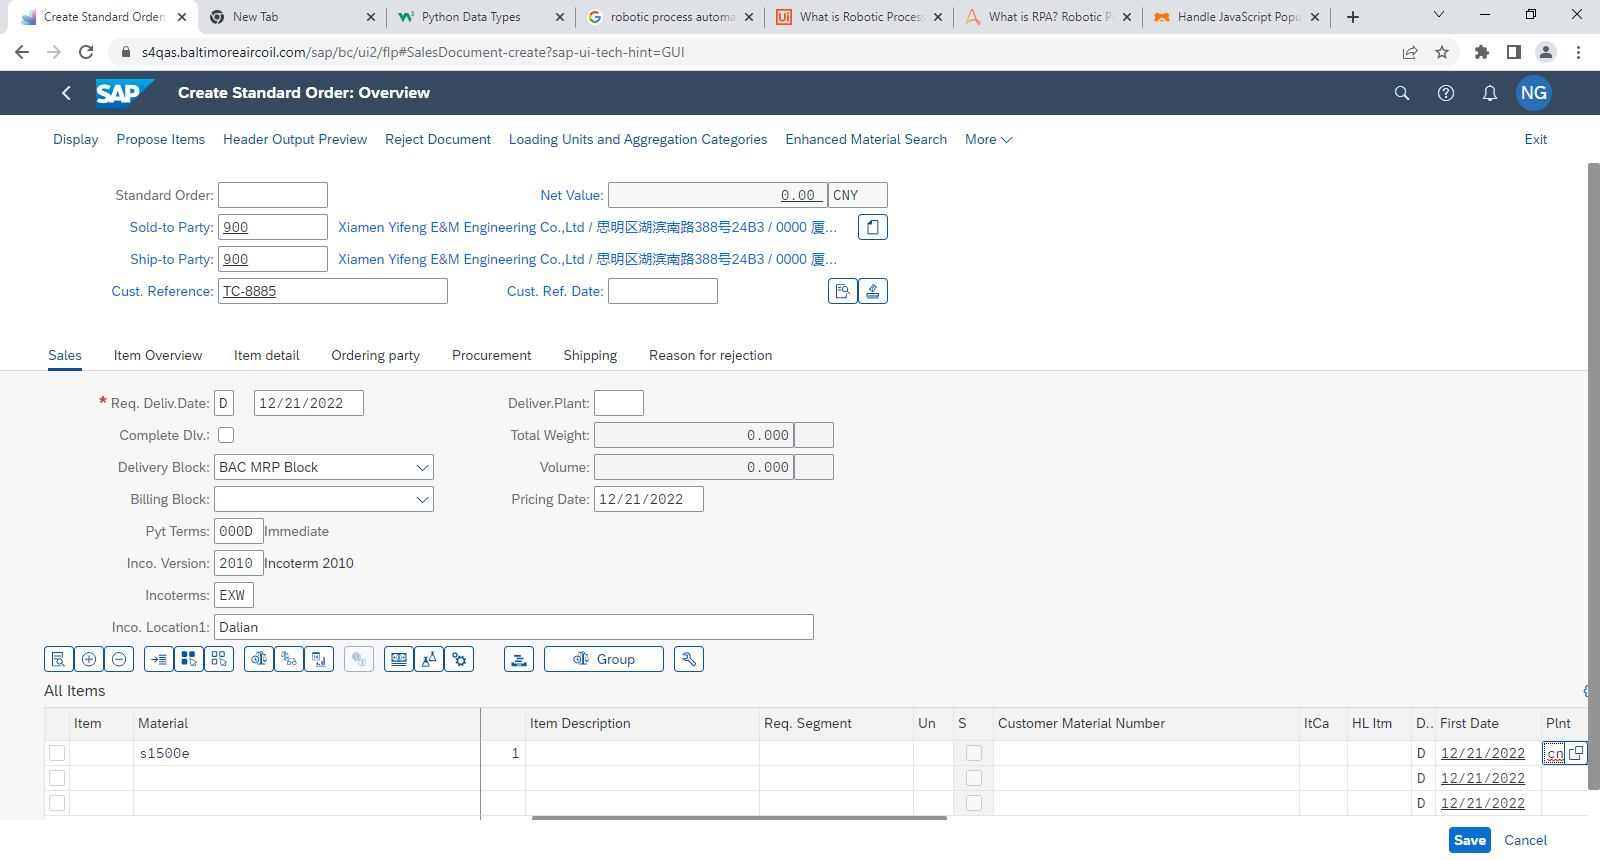 Create Standard Order:
New Tab
Python Data Types
robotic process automa
What is Robotic Process
What is RPA? Robotic P
Handle JavaScript Popu
s4qas.baltimoreaircoil.com/sap/bc/ui2/flp#SalesDocument-create?sap-ui-tech-hint=GUI
SAP Create Standard Order: Overview NG
Display Propose Items Header Output Preview Reject Document Loading Units and Aggregation Categories Enhanced Material Search More Exit
Standard Order: Net Value: 0.00 CNY
Sold-to Party: 900 Xiamen Yifeng E&M Engineering Co.,Ltd / 思明区湖滨南路388号24B3 / 0000 厦...
Ship-to Party: 900 Xiamen Yifeng E&M Engineering Co.,Ltd / 思明区湖滨南路388号24B3 / 0000 厦...
Cust. Reference: TC-8885 Cust. Ref. Date:
Sales Item Overview Item detail Ordering party Procurement Shipping Reason for rejection
* Req. Deliv.Date: D 12/21/2022 Deliver.Plant:
Complete Dlv.: Total Weight: 0.000
Delivery Block: BAC MRP Block Volume: 0.000
Billing Block: Pricing Date: 12/21/2022
Pyt Terms: 000D Immediate
Inco. Version: 2010 Incoterm 2010
Incoterms: EXW
Inco. Location1: Dalian
Group
All Items
Item Material Item Description Req. Segment Un S Customer Material Number ItCa HL Itm D.. First Date Plnt
s1500e 1 D 12/21/2022 cn
D 12/21/2022
D 12/21/2022
Save Cancel